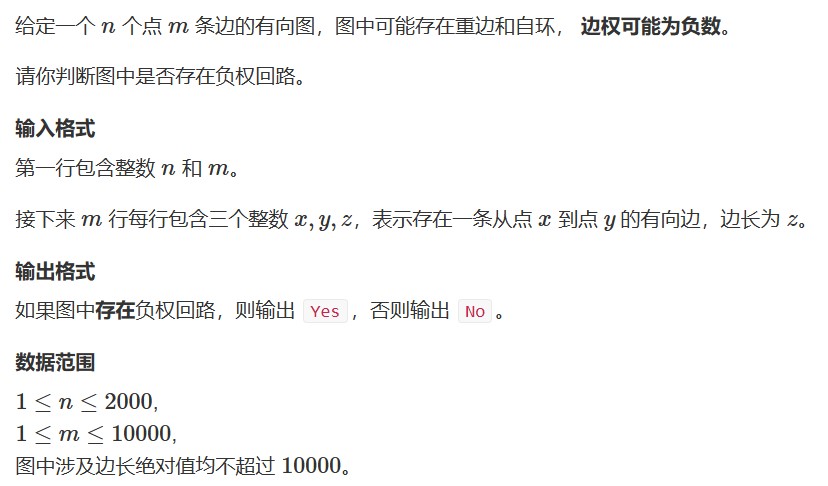 给定一个 n 个点 m 条边的有向图，图中可能存在重边和自环， 边权可能为负数。
请你判断图中是否存在负权回路。
输入格式
第一行包含整数 n 和 m。
接下来 m 行每行包含三个整数 x, y, z，表示存在一条从点 x 到点 y 的有向边，边长为 z。
输出格式
如果图中存在负权回路，则输出 Yes，否则输出 No。
数据范围
1 ≤ n ≤ 2000,
1 ≤ m ≤ 10000,
图中涉及边长绝对值均不超过 10000。